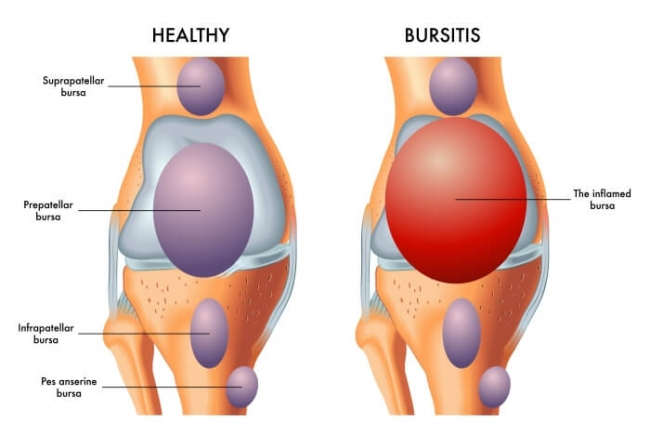 HEALTHY
BURSITIS
Suprapatellar
bursa
Prepatellar
bursa
The inflamed
bursa
Infrapatellar
bursa
Pes anserine
bursa